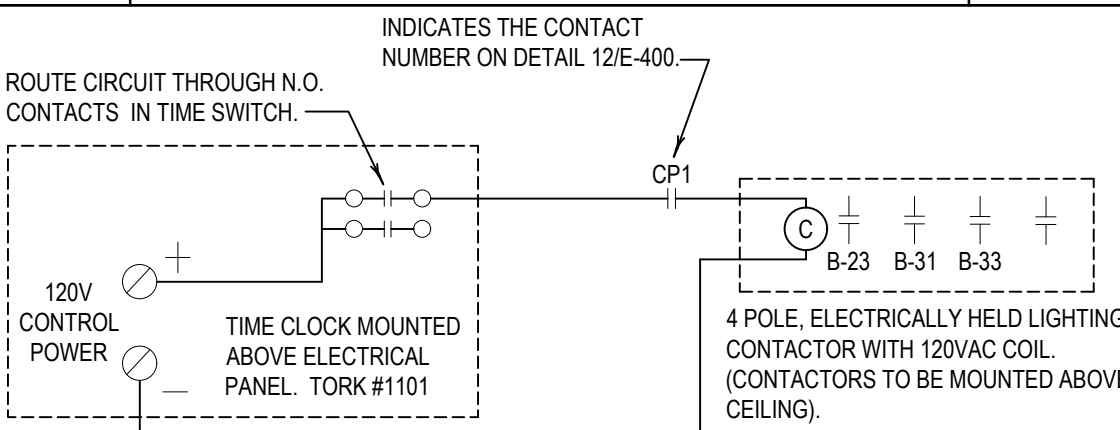 INDICATES THE CONTACT
NUMBER ON DETAIL 12/E-400.
ROUTE CIRCUIT THROUGH N.O.
CONTACTS IN TIME SWITCH.
CP1
+
C
B-23 B-31 B-33
120V
CONTROL
POWER
—
TIME CLOCK MOUNTED
ABOVE ELECTRICAL
PANEL. TORK #1101
4 POLE, ELECTRICALLY HELD LIGHTING
CONTACTOR WITH 120VAC COIL.
(CONTACTORS TO BE MOUNTED ABOVE
CEILING).